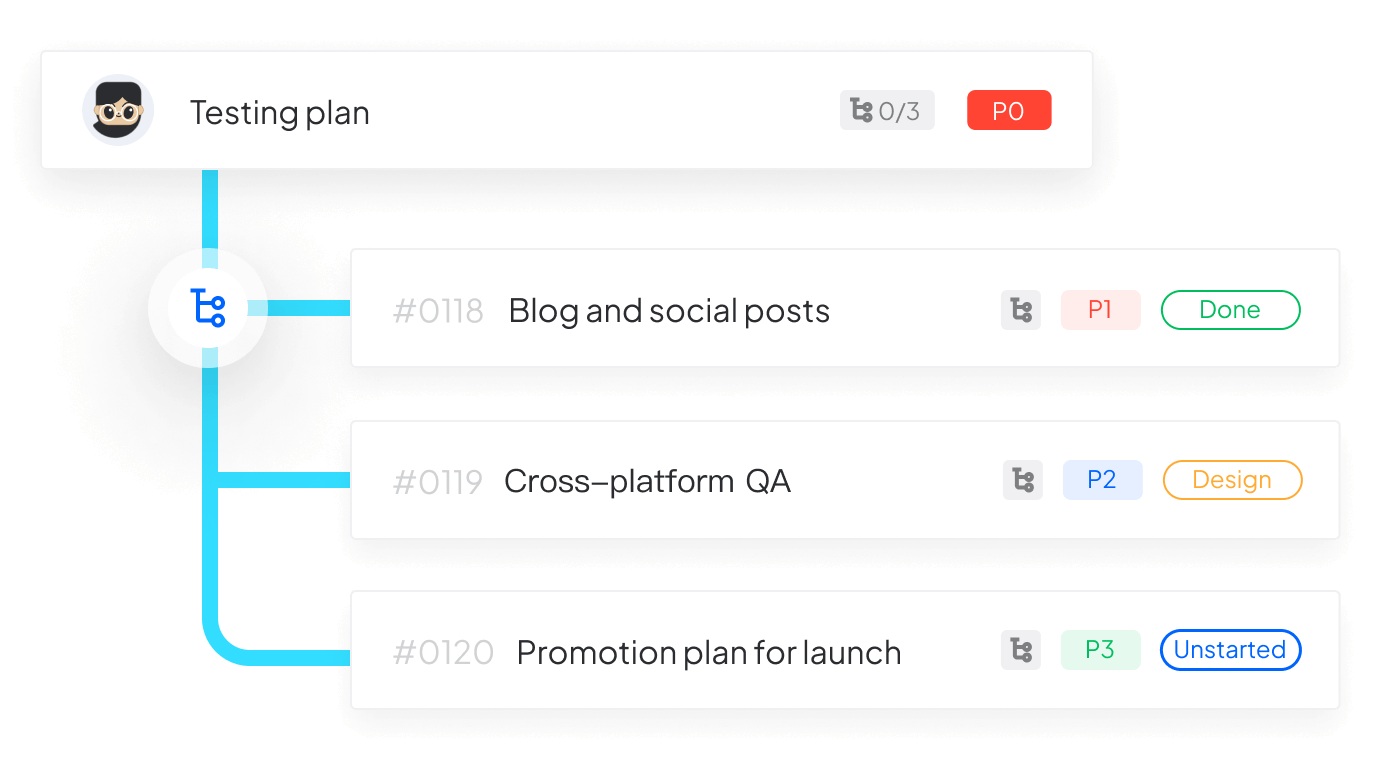 Testing plan 0/3 P0
#0118 Blog and social posts P1 Done
#0119 Cross–platform QA P2 Design
#0120 Promotion plan for launch P3 Unstarted